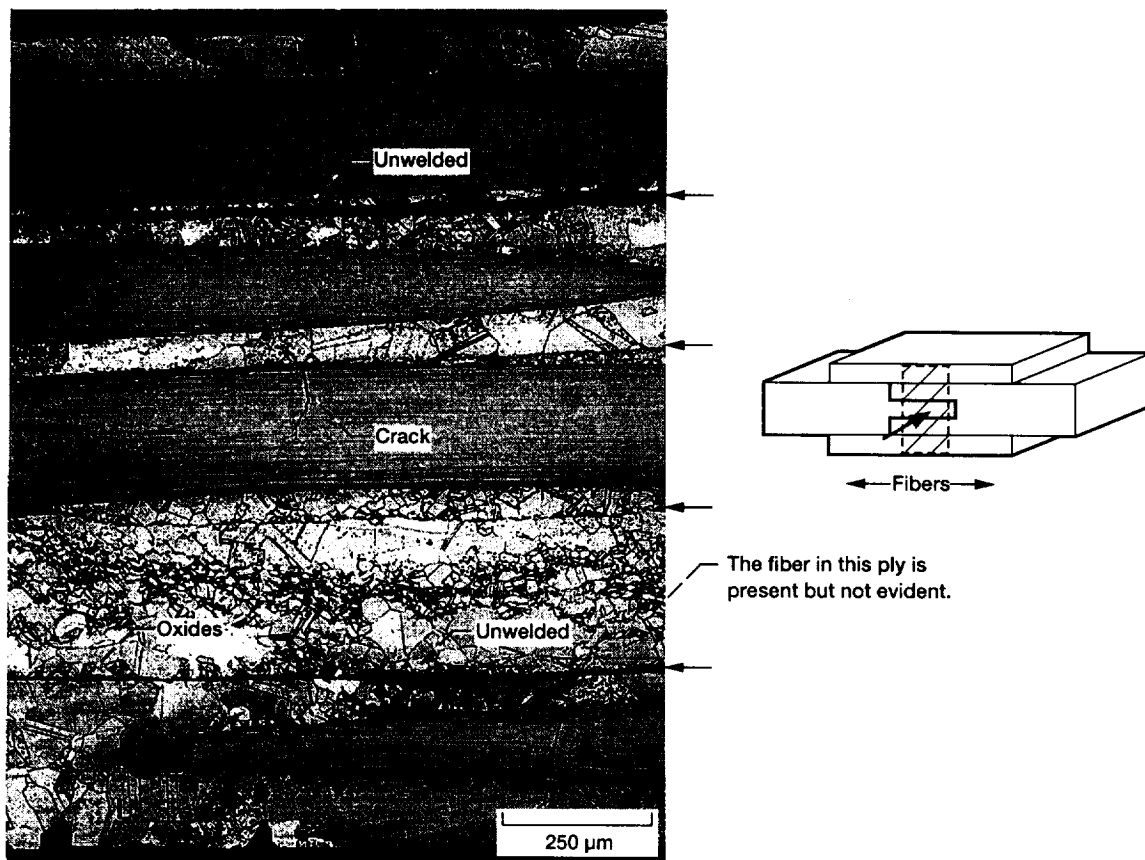 Unwelded
Crack
Oxides
Unwelded
250 µm
Fibers
The fiber in this ply is
present but not evident.